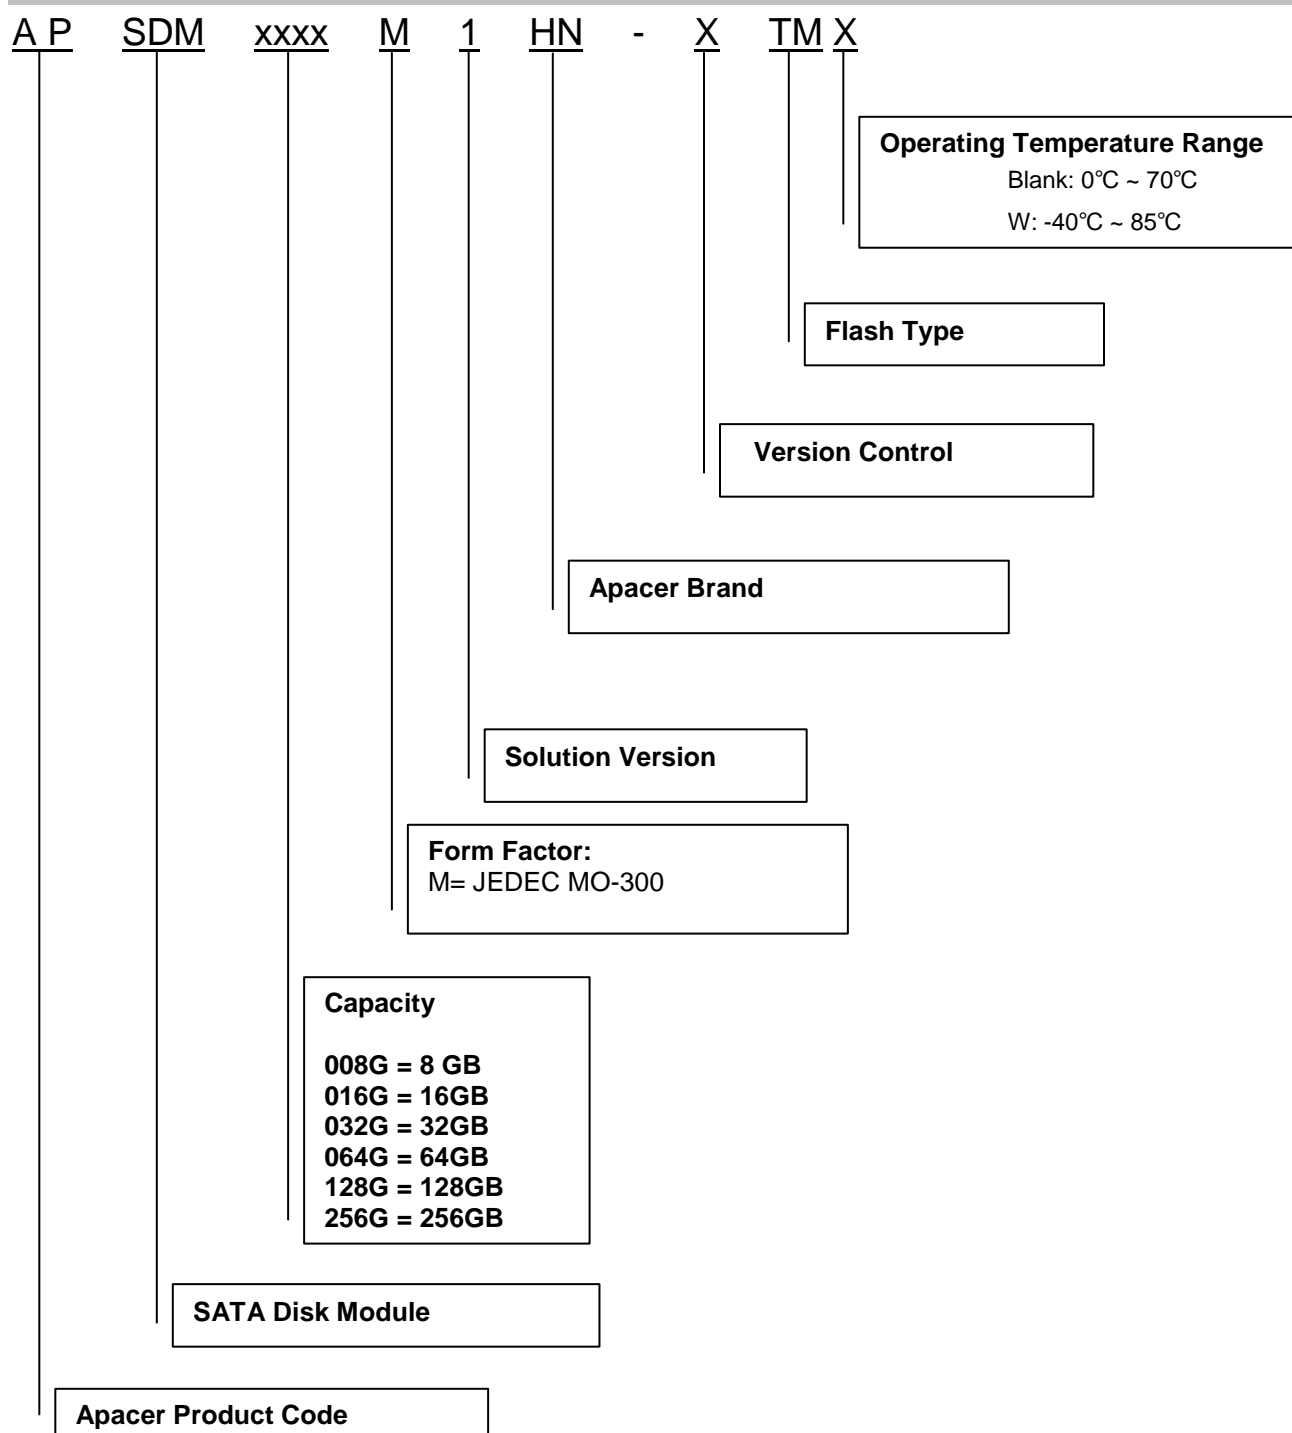 A P SDM xxxx M 1 HN - X TM X
Operating Temperature Range
Blank: 0℃ ~ 70℃
W: -40℃ ~ 85℃
Flash Type
Version Control
Apacer Brand
Solution Version
Form Factor:
M= JEDEC MO-300
Capacity
008G = 8 GB
016G = 16GB
032G = 32GB
064G = 64GB
128G = 128GB
256G = 256GB
SATA Disk Module
Apacer Product Code